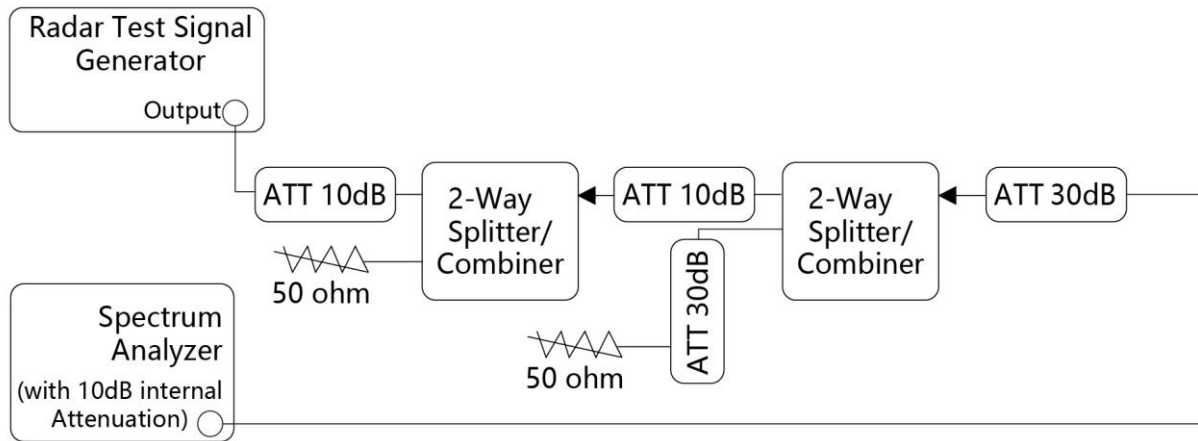 Radar Test Signal
Generator
Output
ATT 10dB
2-Way
Splitter/
Combiner
ATT 10dB
2-Way
Splitter/
Combiner
ATT 30dB
50 ohm
ATT 30dB
50 ohm
Spectrum
Analyzer
(with 10dB internal
Attenuation)